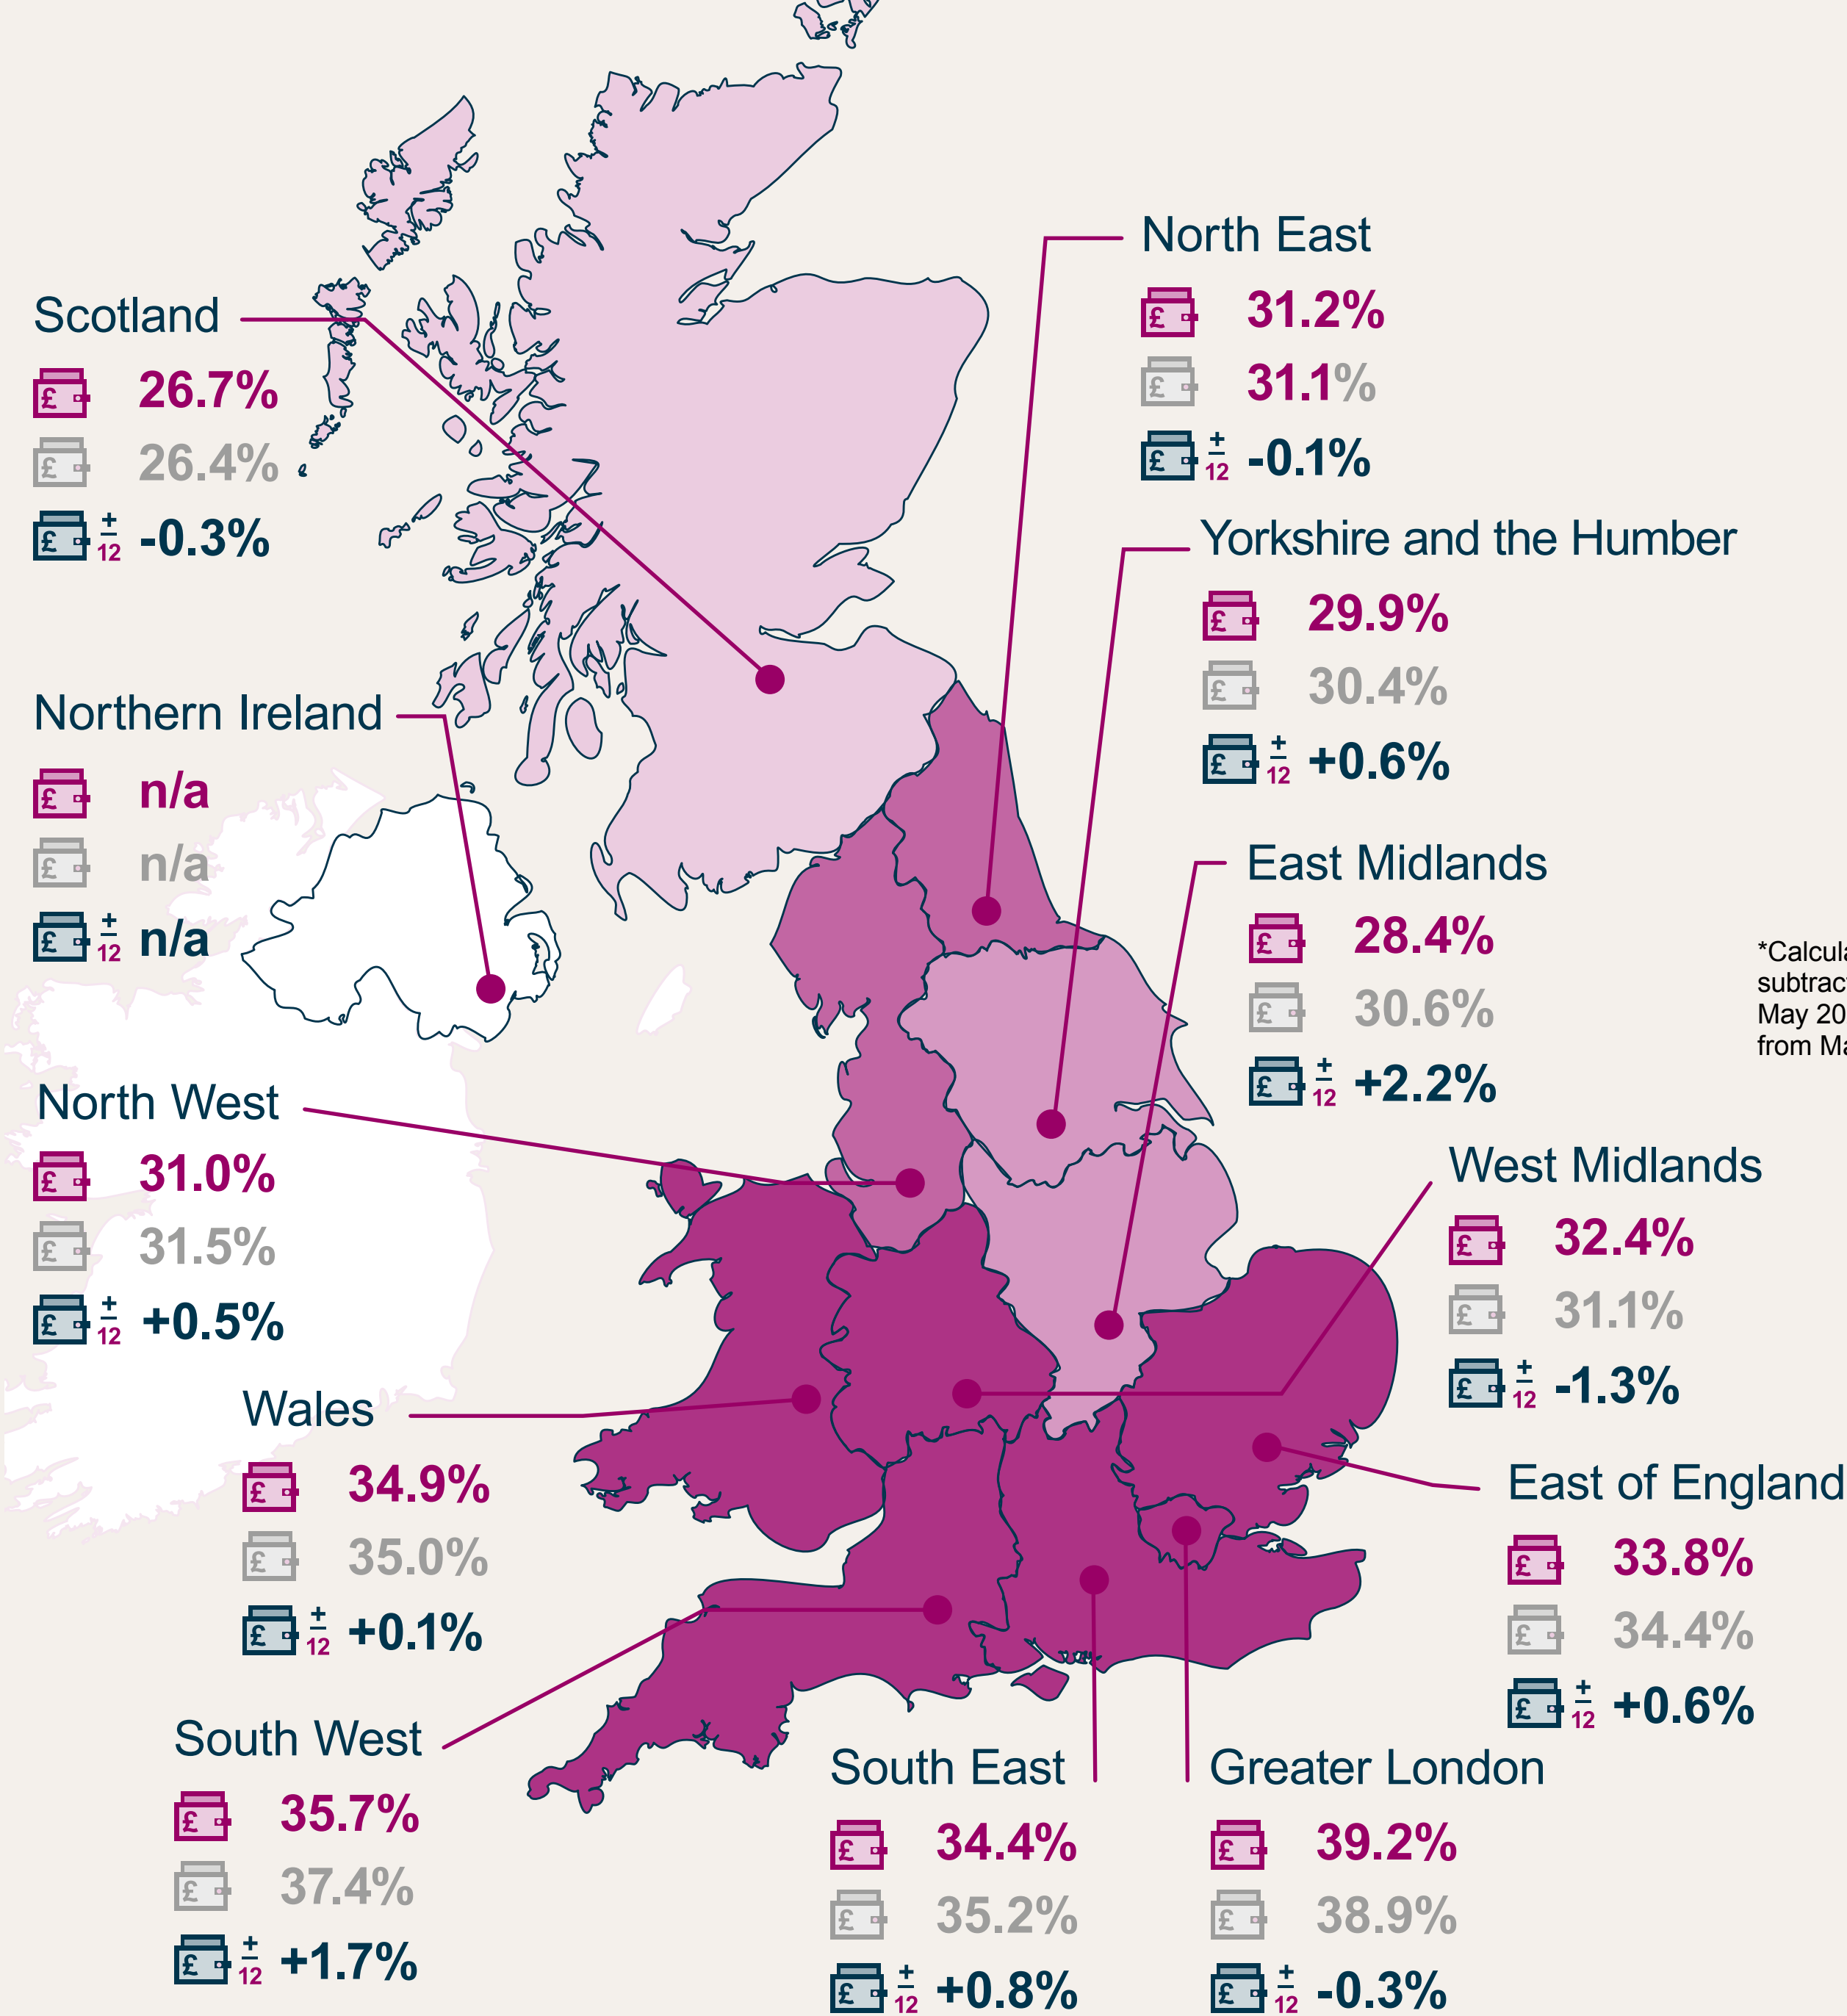 Scotland
£ 26.7%
£ 26.4%
£ ± 12 -0.3%
Northern Ireland
£ n/a
£ n/a
£ ± 12 n/a
North West
£ 31.0%
£ 31.5%
£ ± 12 +0.5%
Wales
£ 34.9%
£ 35.0%
£ ± 12 +0.1%
South West
£ 35.7%
£ 37.4%
£ ± 12 +1.7%
North East
£ 31.2%
£ 31.1%
£ ± 12 -0.1%
Yorkshire and the Humber
£ 29.9%
£ 30.4%
£ ± 12 +0.6%
East Midlands
£ 28.4%
£ 30.6%
£ ± 12 +2.2%
West Midlands
£ 32.4%
£ 31.1%
£ ± 12 -1.3%
East of England
£ 33.8%
£ 34.4%
£ ± 12 +0.6%
South East
£ 34.4%
£ 35.2%
£ ± 12 +0.8%
Greater London
£ 39.2%
£ 38.9%
£ ± 12 -0.3%
May
from